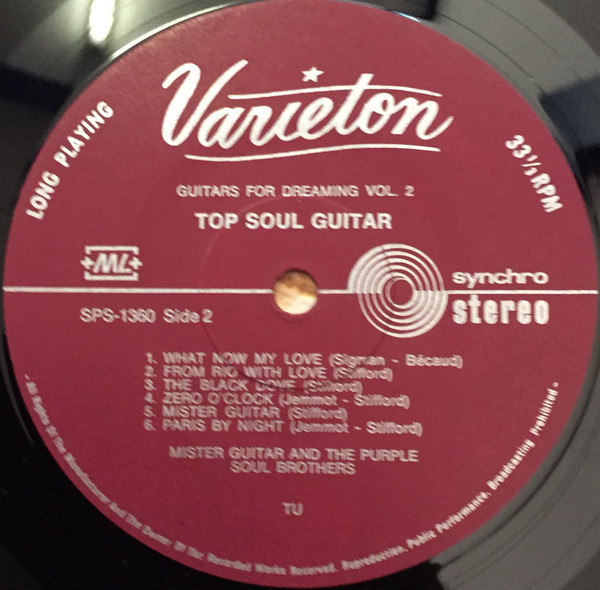 Varieton
LONG PLAYING
33⅓ RPM
GUITARS FOR DREAMING VOL. 2
TOP SOUL GUITAR
+ML+
synchro
stereo
SPS-1360 Side 2
1. WHAT NOW MY LOVE (Sigman - Bécaud)
2. FROM RIO WITH LOVE (Stifford)
3. THE BLACK DOVE (Stifford)
4. ZERO O'CLOCK (Jemmot - Stifford)
5. MISTER GUITAR (Stifford)
6. PARIS BY NIGHT (Jemmot - Stifford)
MISTER GUITAR AND THE PURPLE
SOUL BROTHERS
TU
- All Rights Of The Manufacturer And The Owner Of The Recorded Works Reserved. Reproduction, Public Performance, Broadcasting Prohibited -